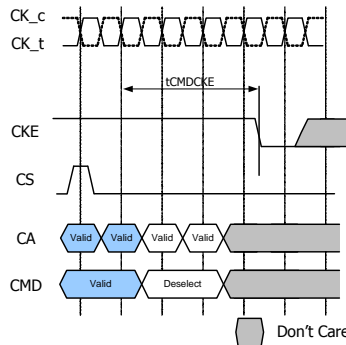 CK_c
CK_t
tCMDCKE
CKE
CS
CA Valid Valid Valid Valid
CMD Valid Deselect
Don't Care